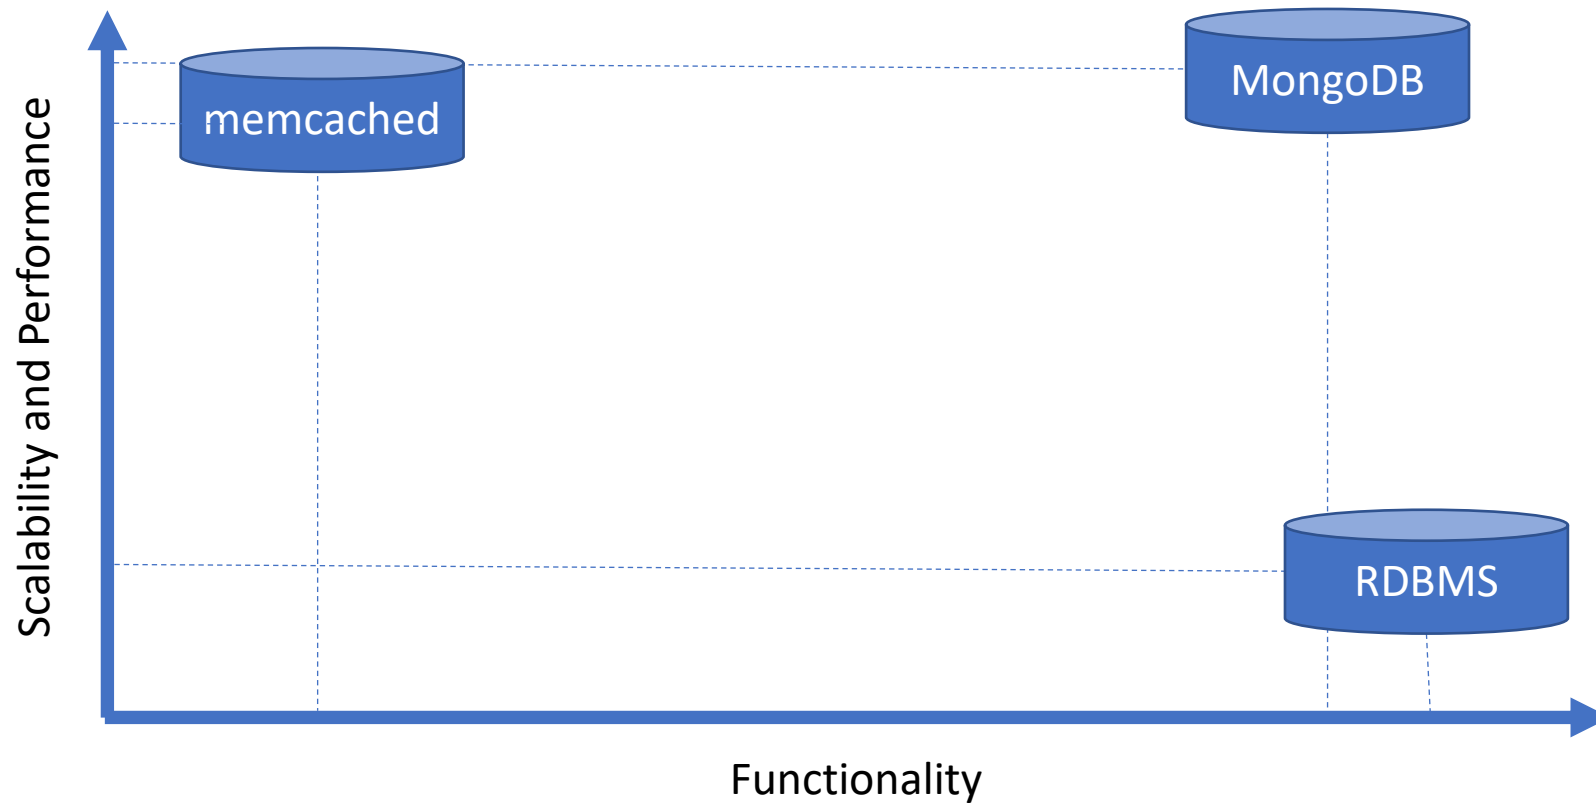 Scalability and Performance
memcached
MongoDB
RDBMS
Functionality